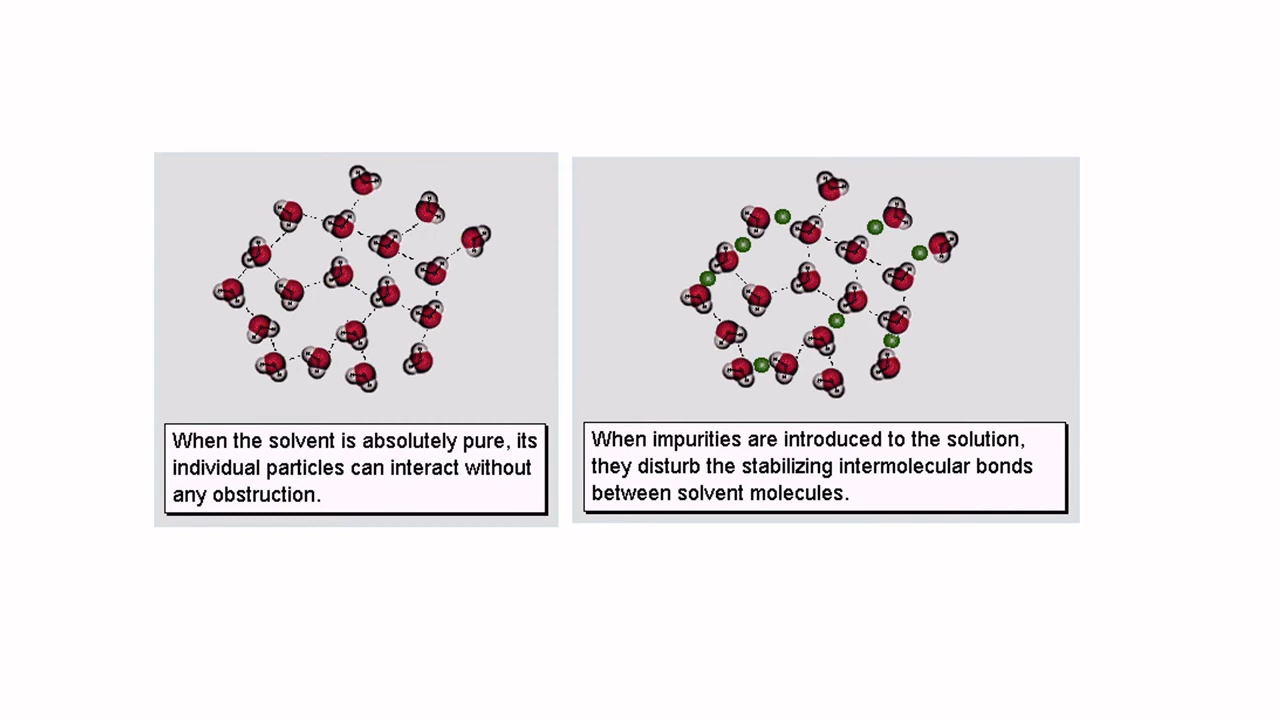 When the solvent is absolutely pure, its
individual particles can interact without
any obstruction.
When impurities are introduced to the solution,
they disturb the stabilizing intermolecular bonds
between solvent molecules.